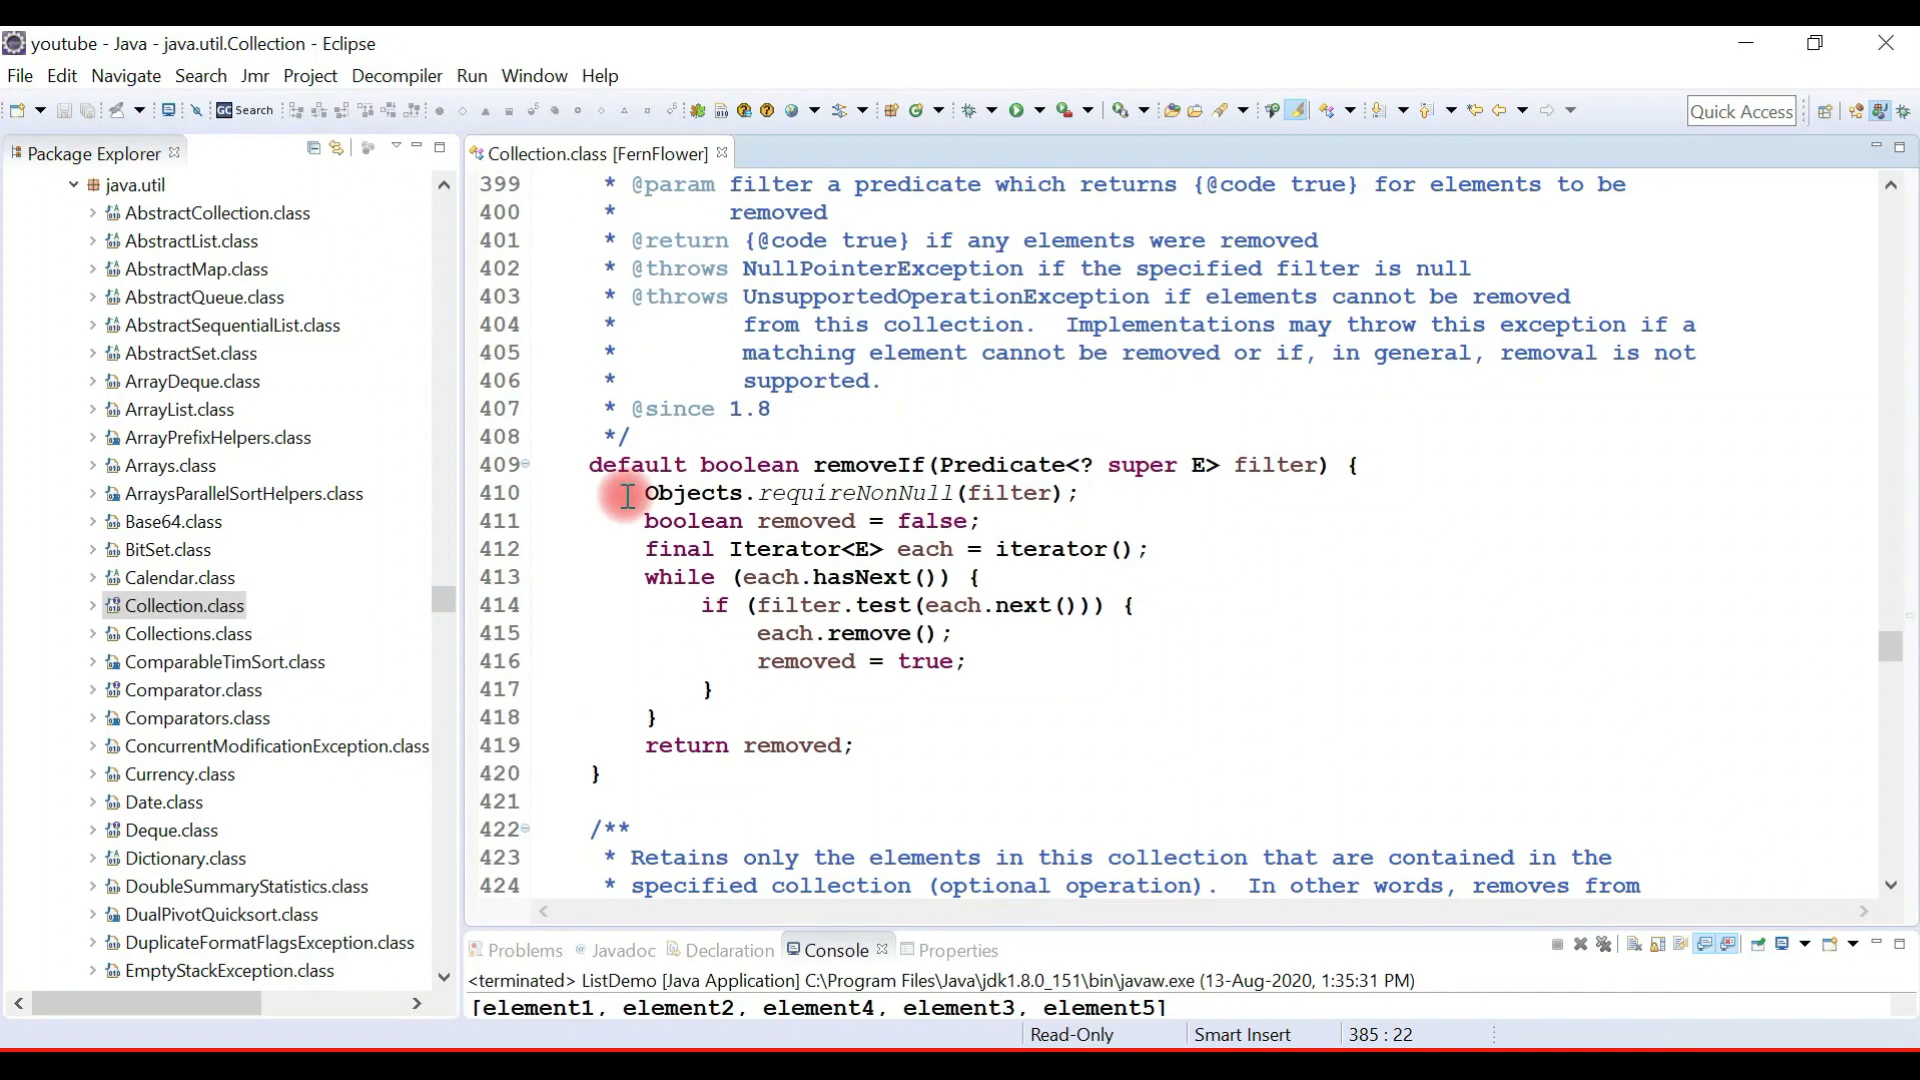 youtube - Java - java.util.Collection - Eclipse
File Edit Navigate Search Jmr Project Decompiler Run Window Help
GC Search
Quick Access
Package Explorer
Collection.class [FernFlower]
java.util
AbstractCollection.class
AbstractList.class
AbstractMap.class
AbstractQueue.class
AbstractSequentialList.class
AbstractSet.class
ArrayDeque.class
ArrayList.class
ArrayPrefixHelpers.class
Arrays.class
ArraysParallelSortHelpers.class
Base64.class
BitSet.class
Calendar.class
Collection.class
Collections.class
ComparableTimSort.class
Comparator.class
Comparators.class
ConcurrentModificationException.class
Currency.class
Date.class
Deque.class
Dictionary.class
DoubleSummaryStatistics.class
DualPivotQuicksort.class
DuplicateFormatFlagsException.class
EmptyStackException.class
399 * @param filter a predicate which returns {@code true} for elements to be
400 * removed
401 * @return {@code true} if any elements were removed
402 * @throws NullPointerException if the specified filter is null
403 * @throws UnsupportedOperationException if elements cannot be removed
404 * from this collection. Implementations may throw this exception if a
405 * matching element cannot be removed or if, in general, removal is not
406 * supported.
407 * @since 1.8
408 */
409 default boolean removeIf(Predicate<? super E> filter) {
410 Objects.requireNonNull(filter);
411 boolean removed = false;
412 final Iterator<E> each = iterator();
413 while (each.hasNext()) {
414 if (filter.test(each.next())) {
415 each.remove();
416 removed = true;
417 }
418 }
419 return removed;
420 }
421
422 /**
423 * Retains only the elements in this collection that are contained in the
424 * specified collection (optional operation). In other words, removes from
Problems Javadoc Declaration Console Properties
<terminated> ListDemo [Java Application] C:\Program Files\Java\jdk1.8.0_151\bin\javaw.exe (13-Aug-2020, 1:35:31 PM)
[element1, element2, element4, element3, element5]
Read-Only Smart Insert 385 : 22